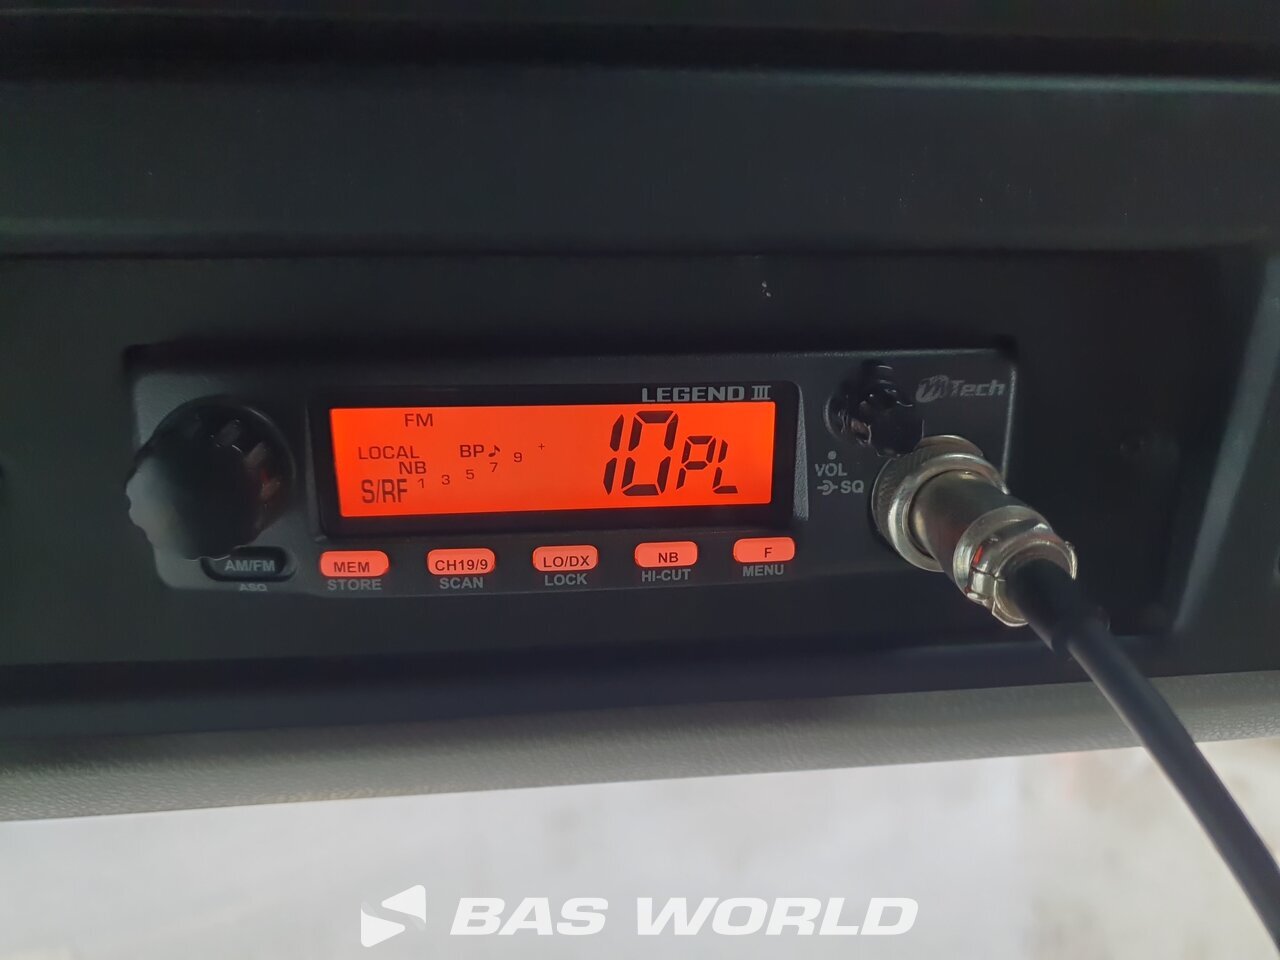 LEGEND III
MTech
FM
LOCAL BP♪
NB
S/RF 1 3 5 7 9 +
10PL
VOL
SQ
AM/FM
ASQ
MEM
STORE
CH19/9
SCAN
LO/DX
LOCK
NB
HI-CUT
F
MENU
BAS WORLD